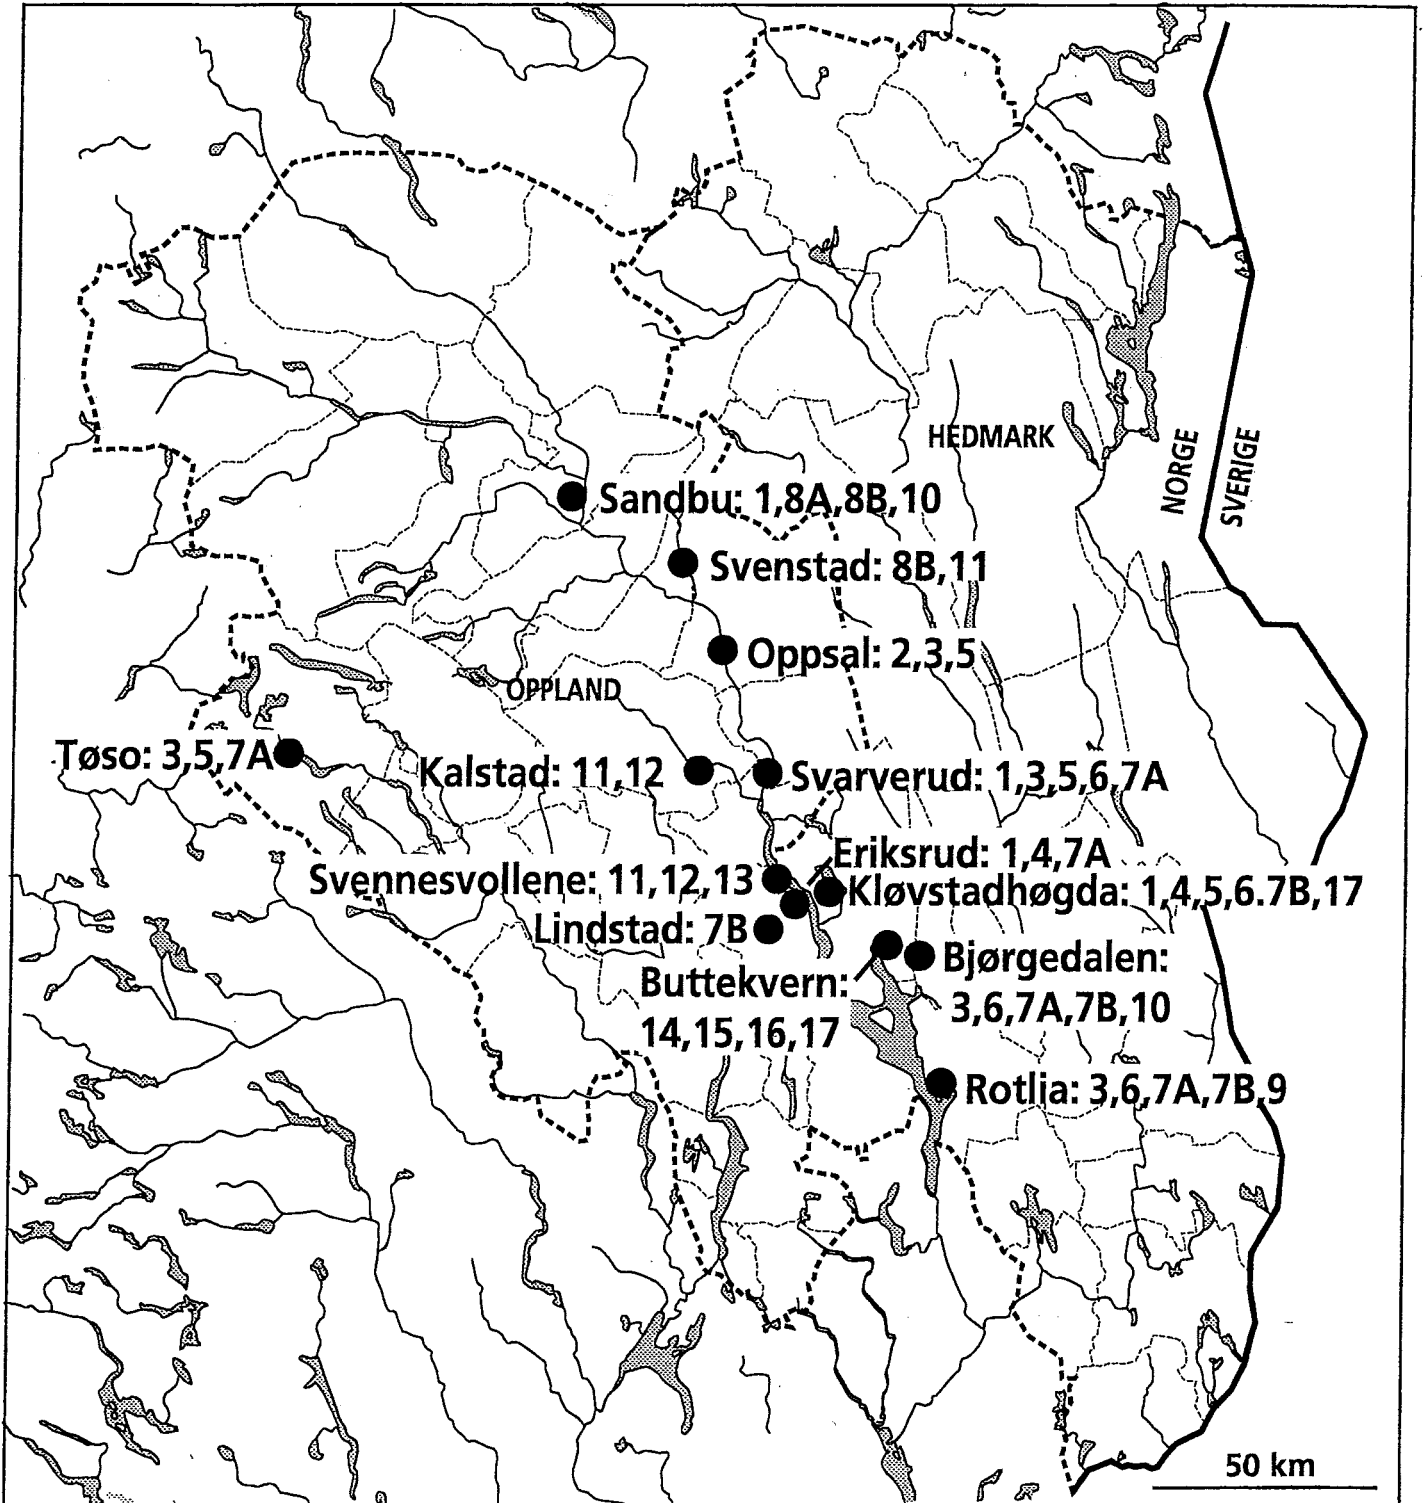 HEDMARK
NORGE
SVERIGE
Sandbu: 1,8A,8B,10
Svenstad: 8B,11
Oppsal: 2,3,5
OPPLAND
Tøso: 3,5,7A
Kalstad: 11,12
Svarverud: 1,3,5,6,7A
Eriksrud: 1,4,7A
Svennesvollene: 11,12,13
Kløvstadhøgda: 1,4,5,6.7B,17
Lindstad: 7B
Bjørgedalen:
3,6,7A,7B,10
Buttekvern:
14,15,16,17
Rotlia: 3,6,7A,7B,9
50 km